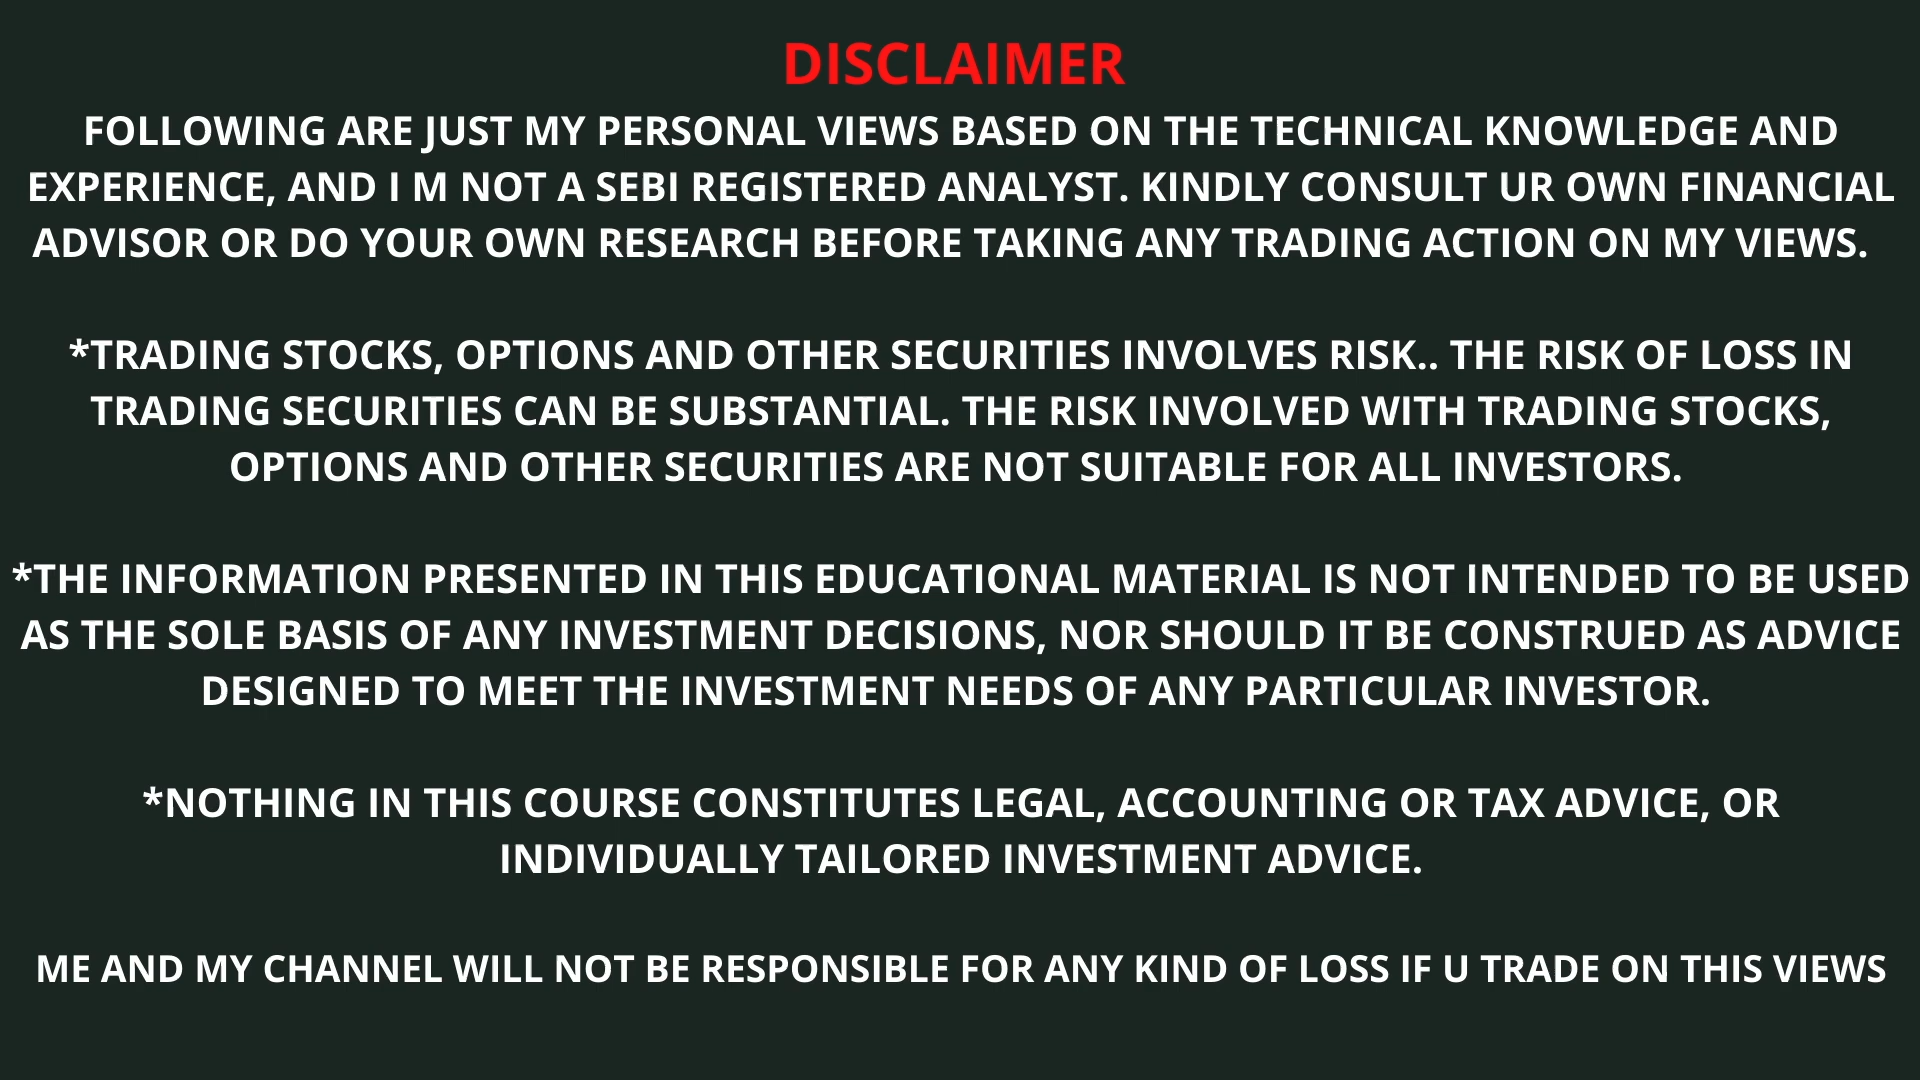 DISCLAIMER
FOLLOWING ARE JUST MY PERSONAL VIEWS BASED ON THE TECHNICAL KNOWLEDGE AND
EXPERIENCE, AND I M NOT A SEBI REGISTERED ANALYST. KINDLY CONSULT UR OWN FINANCIAL
ADVISOR OR DO YOUR OWN RESEARCH BEFORE TAKING ANY TRADING ACTION ON MY VIEWS.
*TRADING STOCKS, OPTIONS AND OTHER SECURITIES INVOLVES RISK.. THE RISK OF LOSS IN
TRADING SECURITIES CAN BE SUBSTANTIAL. THE RISK INVOLVED WITH TRADING STOCKS,
OPTIONS AND OTHER SECURITIES ARE NOT SUITABLE FOR ALL INVESTORS.
*THE INFORMATION PRESENTED IN THIS EDUCATIONAL MATERIAL IS NOT INTENDED TO BE USED
AS THE SOLE BASIS OF ANY INVESTMENT DECISIONS, NOR SHOULD IT BE CONSTRUED AS ADVICE
DESIGNED TO MEET THE INVESTMENT NEEDS OF ANY PARTICULAR INVESTOR.
*NOTHING IN THIS COURSE CONSTITUTES LEGAL, ACCOUNTING OR TAX ADVICE, OR
INDIVIDUALLY TAILORED INVESTMENT ADVICE.
ME AND MY CHANNEL WILL NOT BE RESPONSIBLE FOR ANY KIND OF LOSS IF U TRADE ON THIS VIEWS